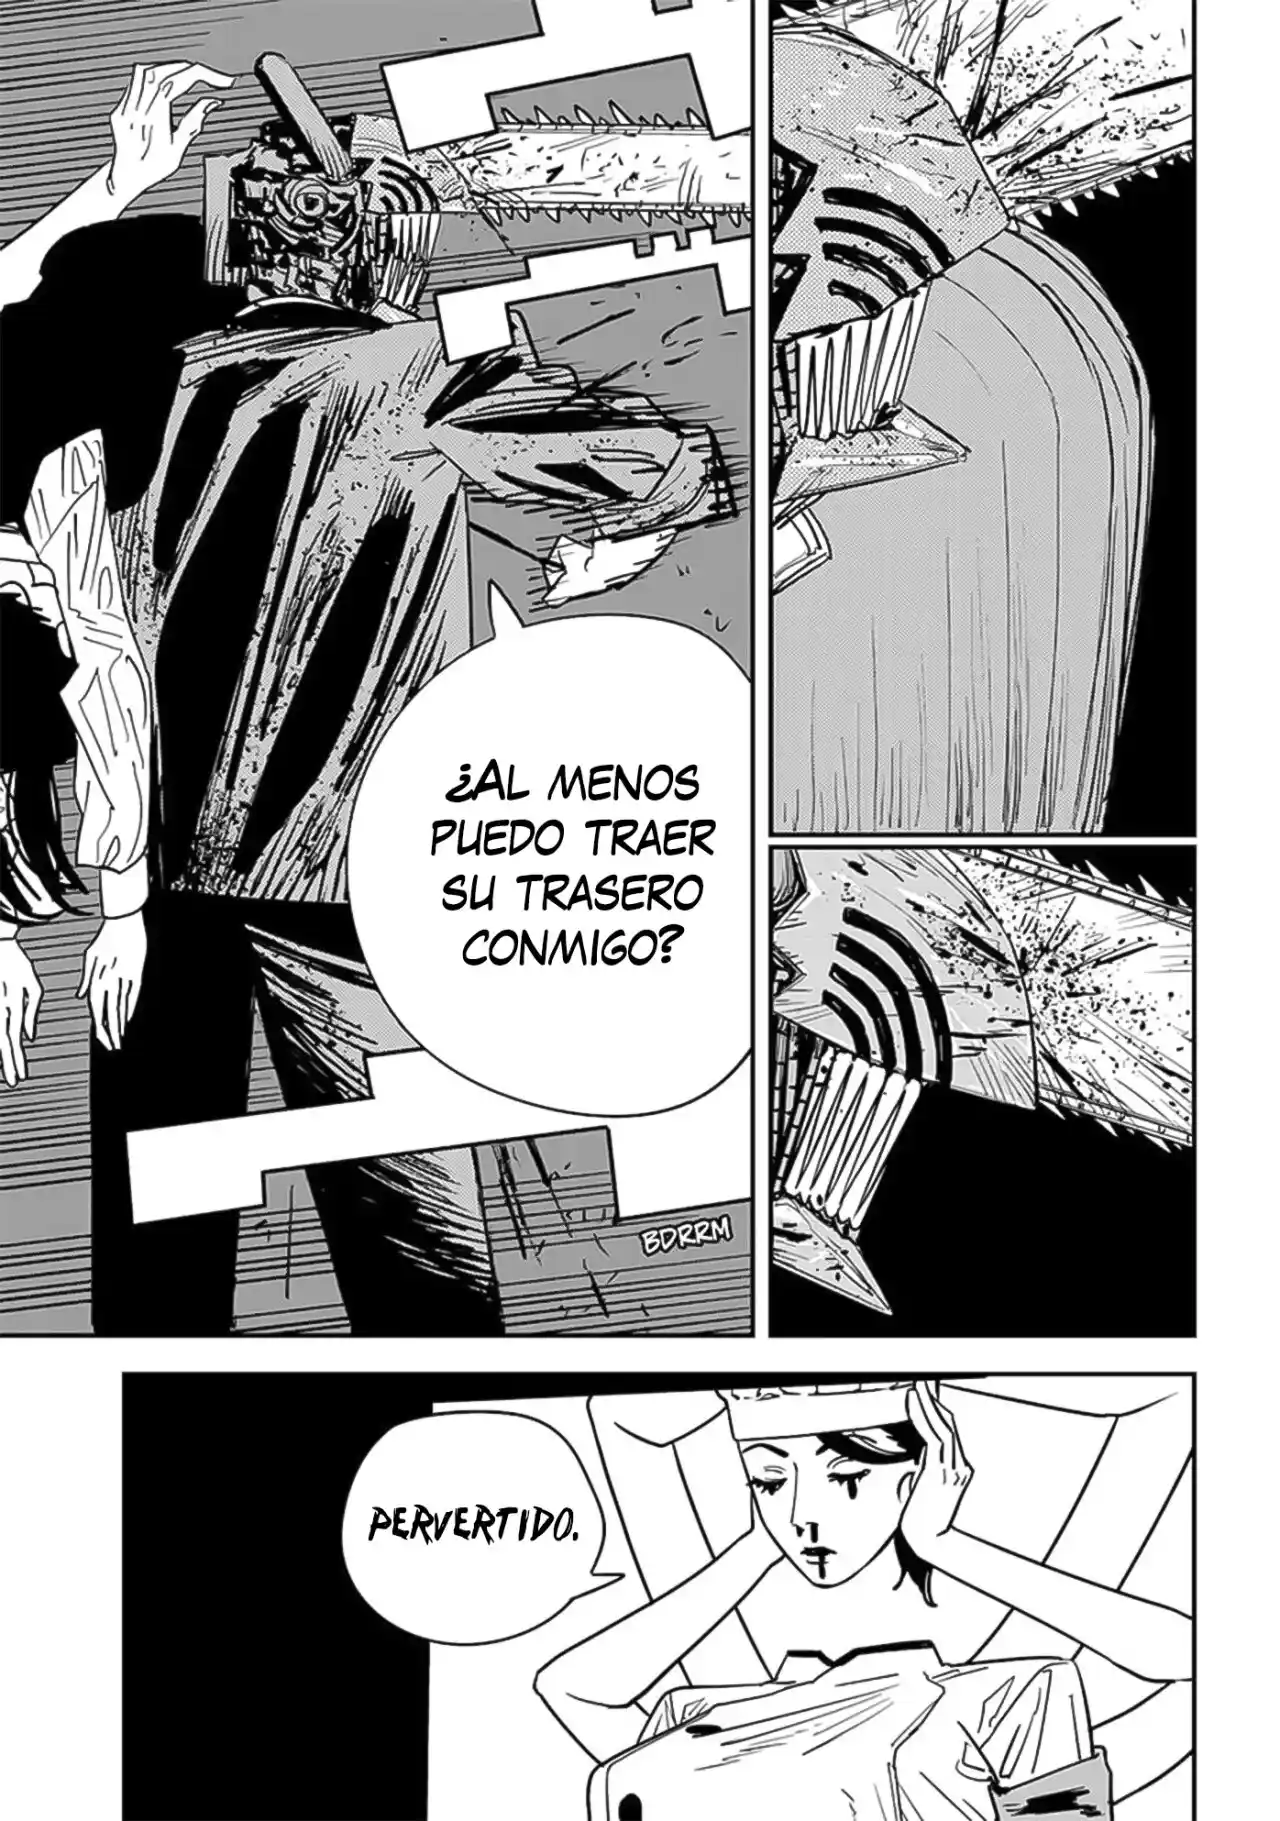 ¿AL MENOS
PUEDO TRAER
SU TRASERO
CONMIGO?
BDRRM
PERVERTIDO.